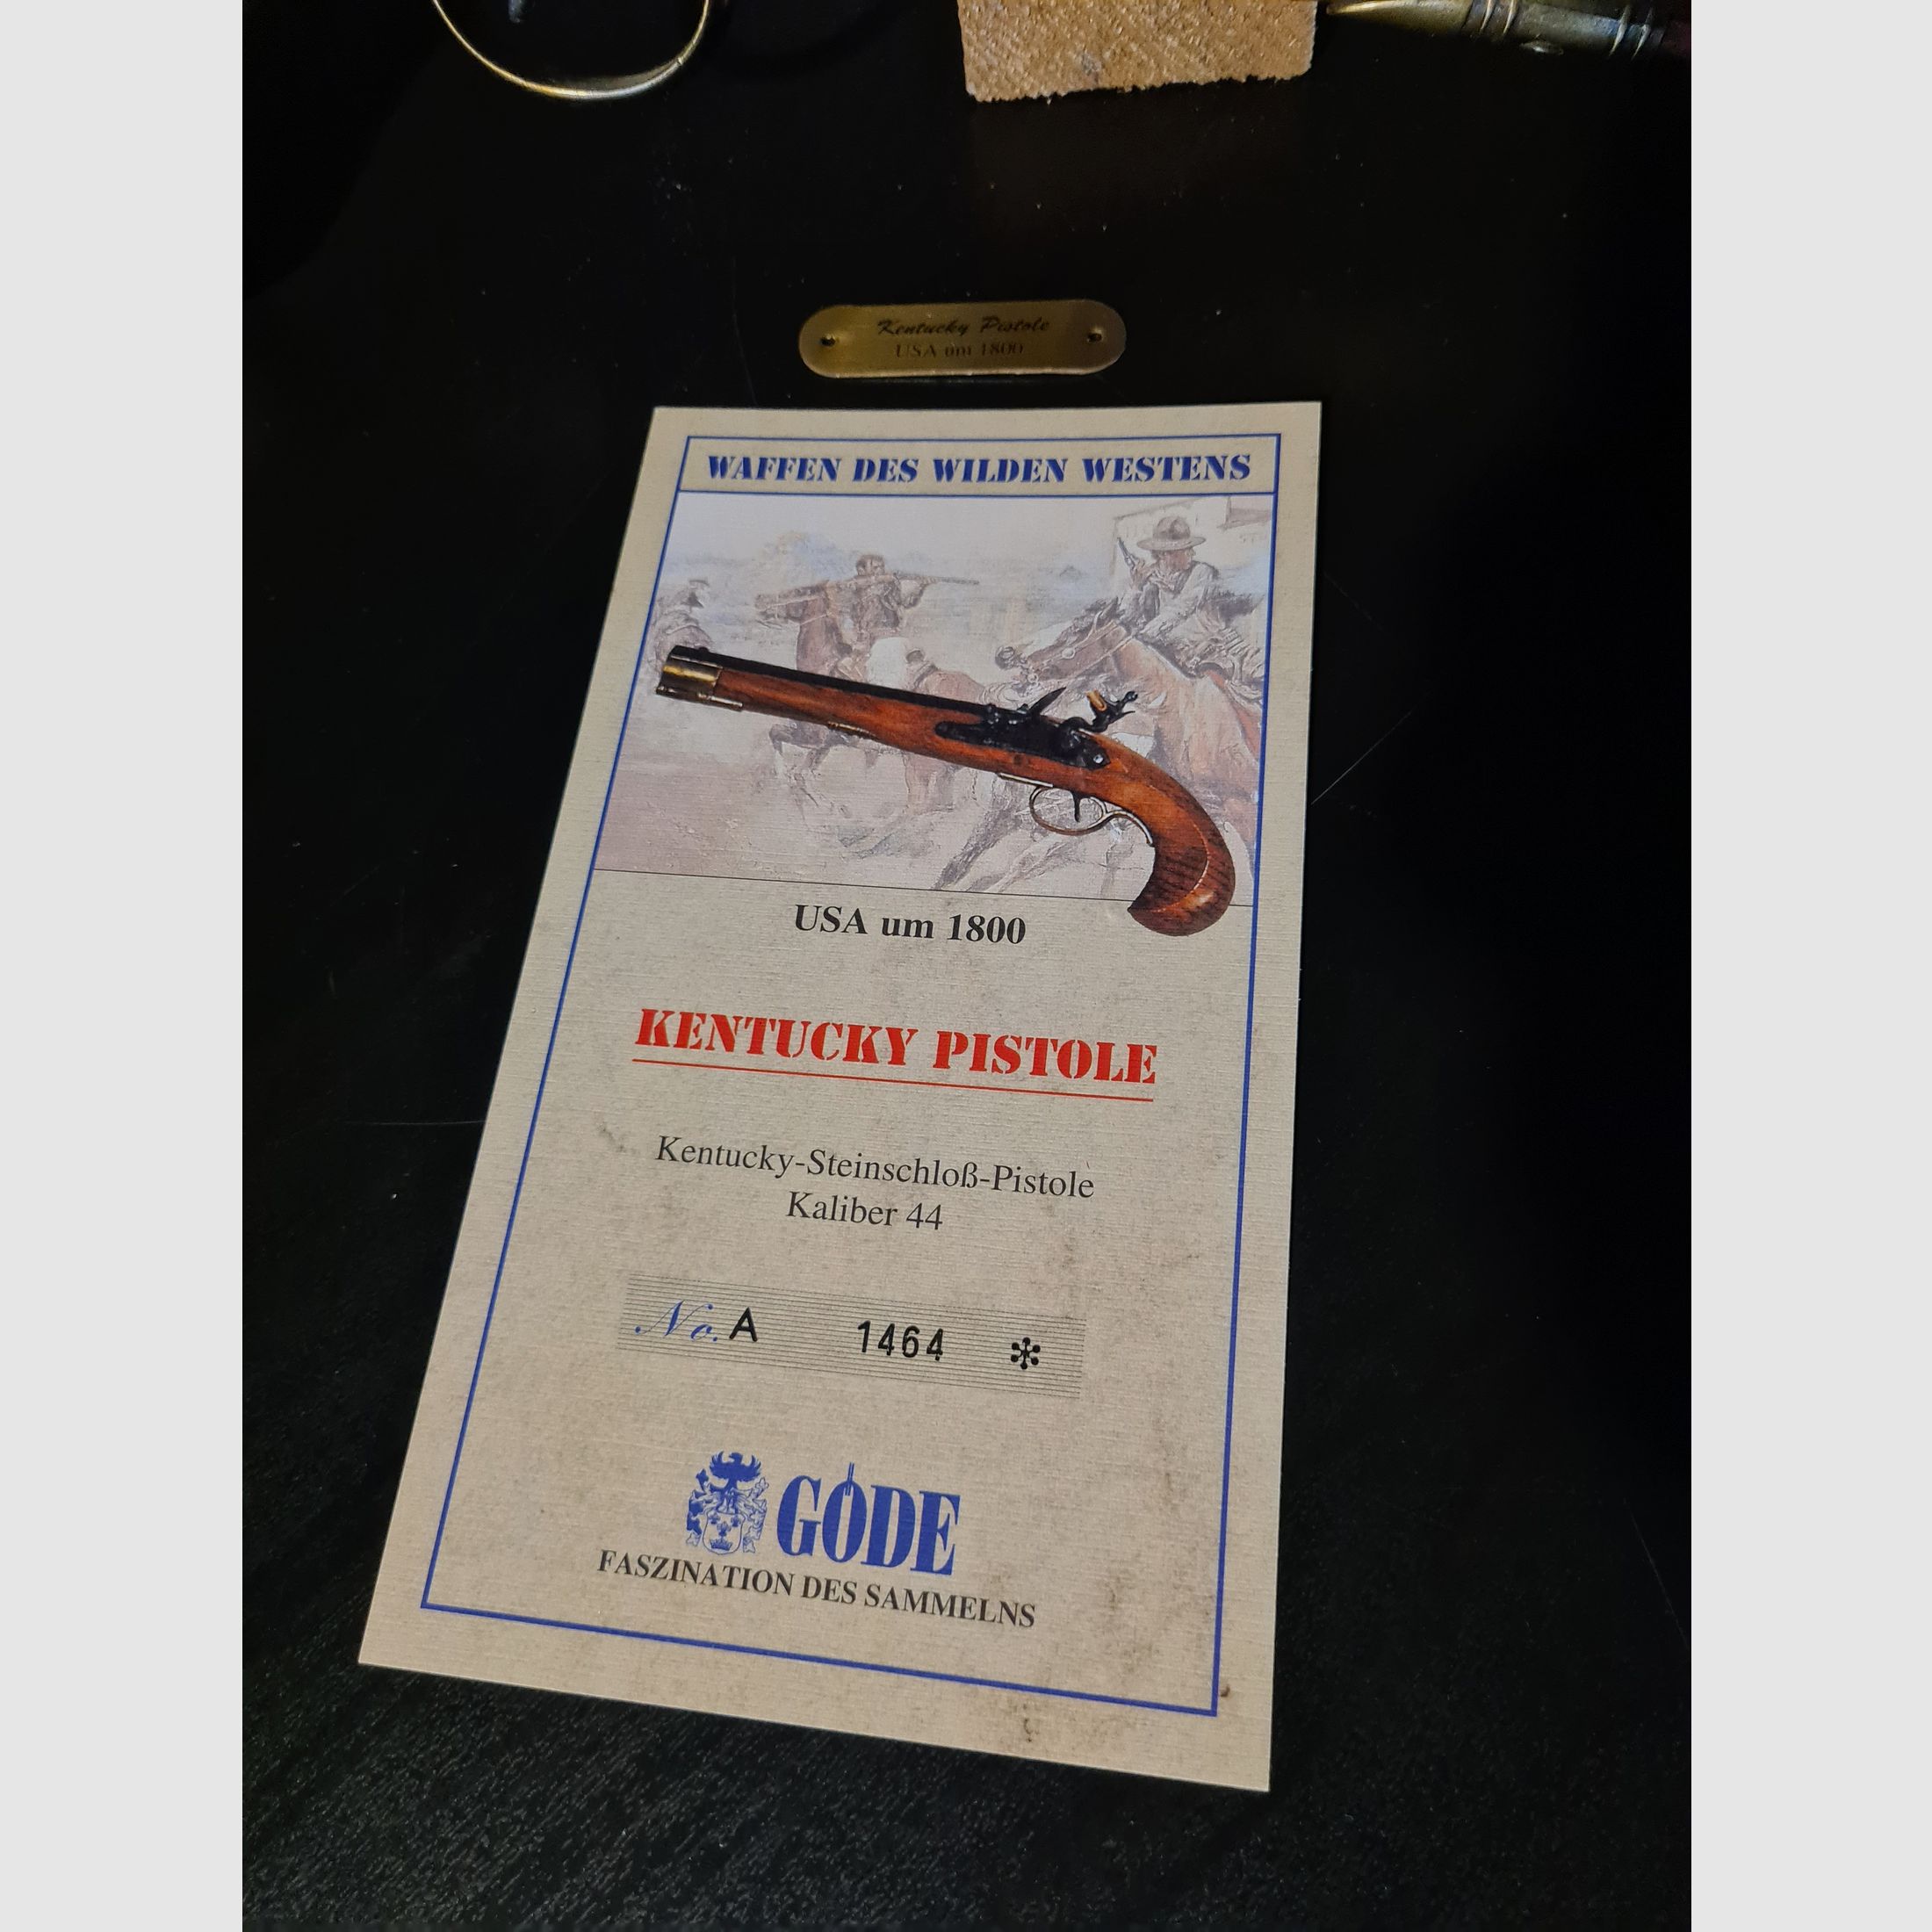 Kentucky Pistole
USA um 1800
WAFFEN DES WILDEN WESTENS
USA um 1800
KENTUCKY PISTOLE
Kentucky-Steinschloß-Pistole
Kaliber 44
No. A 1464 *
GÖDE
FASZINATION DES SAMMELNS